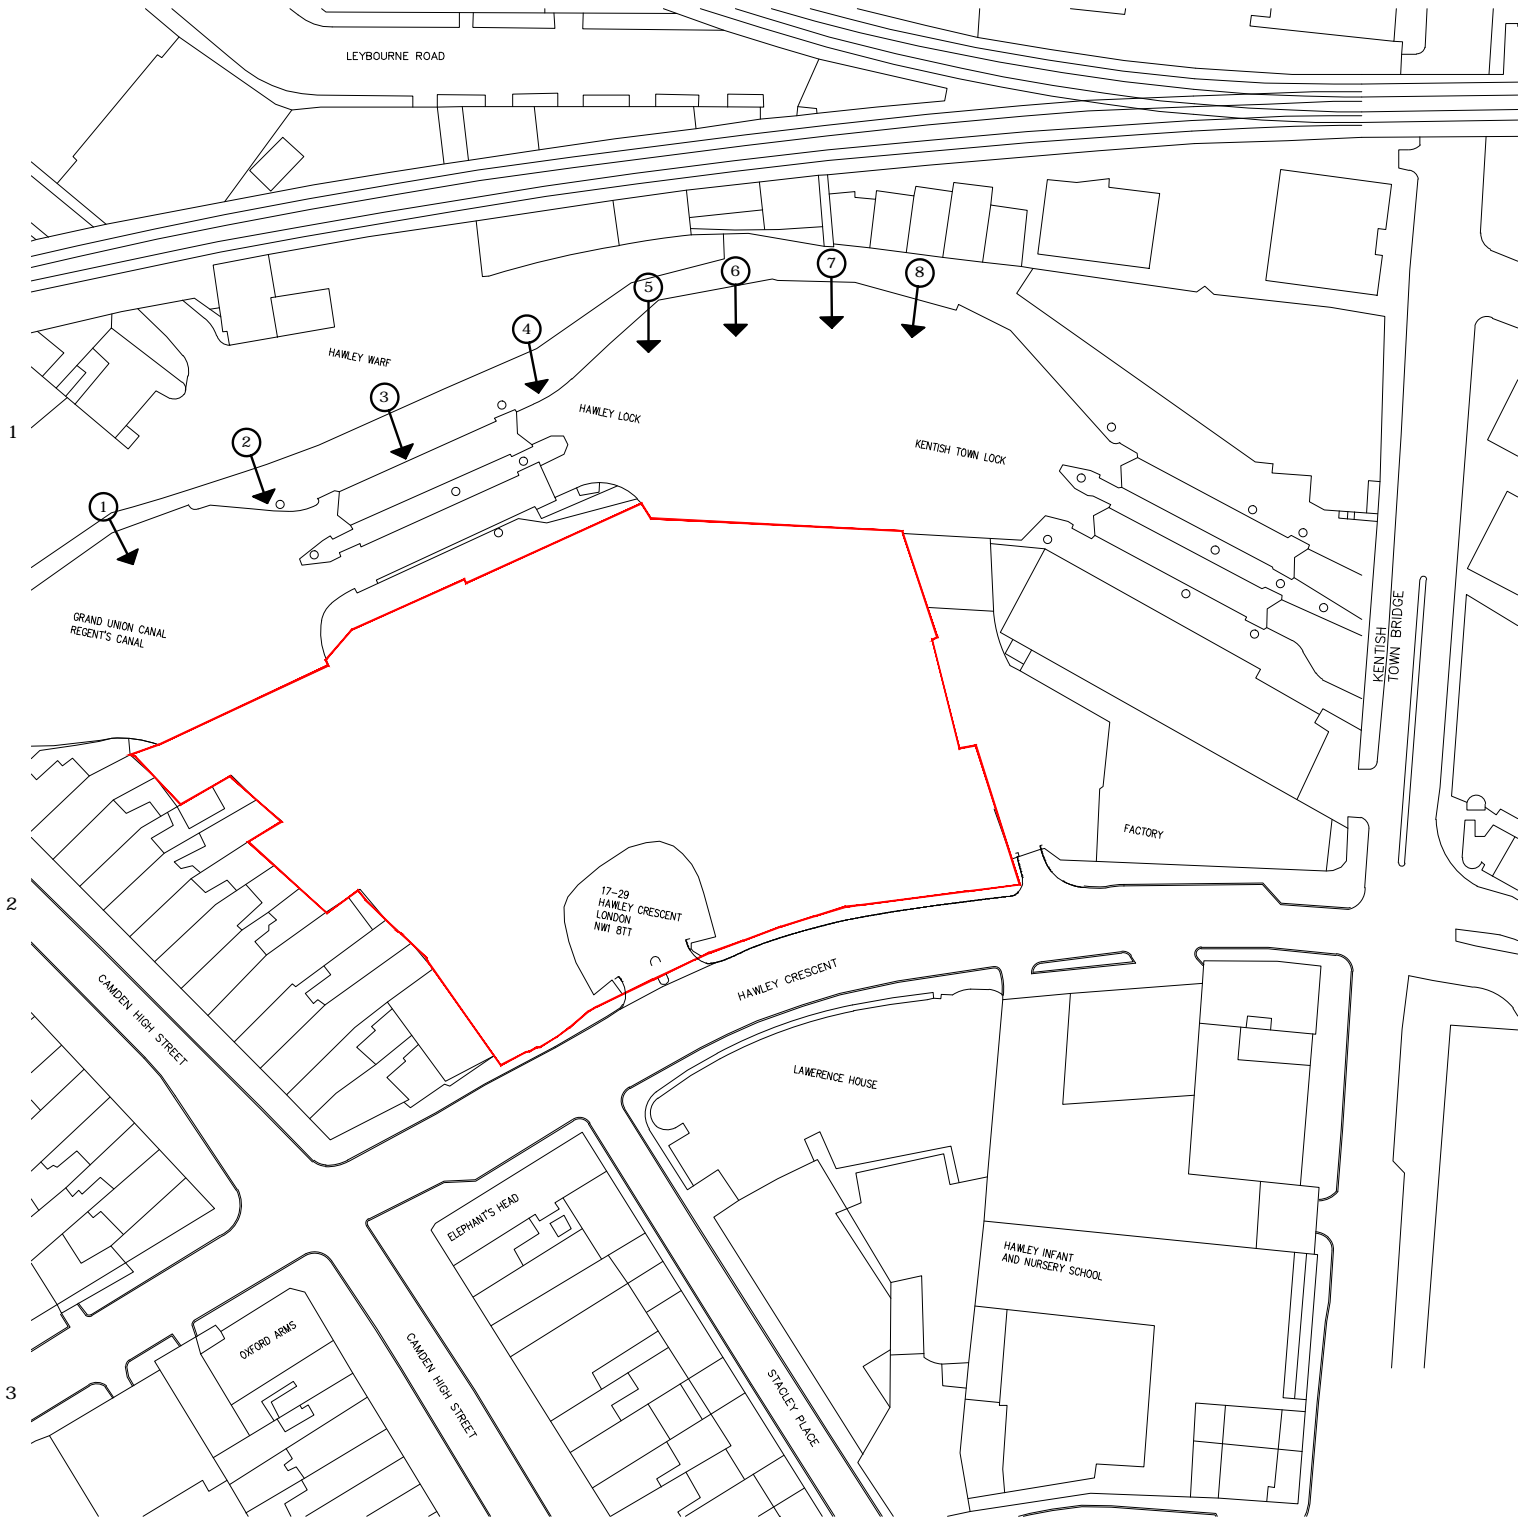 LEYBOURNE ROAD
7
6
8
5
4
HAWLEY WARF
3
HAWLEY LOCK
1
2
KENTISH TOWN LOCK
1
GRAND UNION CANAL
REGENT'S CANAL
KENTISH
TOWN BRIDGE
FACTORY
2
17-29
HAWLEY CRESCENT
LONDON
NW1 8TT
HAWLEY CRESCENT
CAMDEN HIGH STREET
LAWERENCE HOUSE
ELEPHANT'S HEAD
HAWLEY INFANT
AND NURSERY SCHOOL
OXFORD ARMS
CAMDEN HIGH STREET
3
STACLEY PLACE